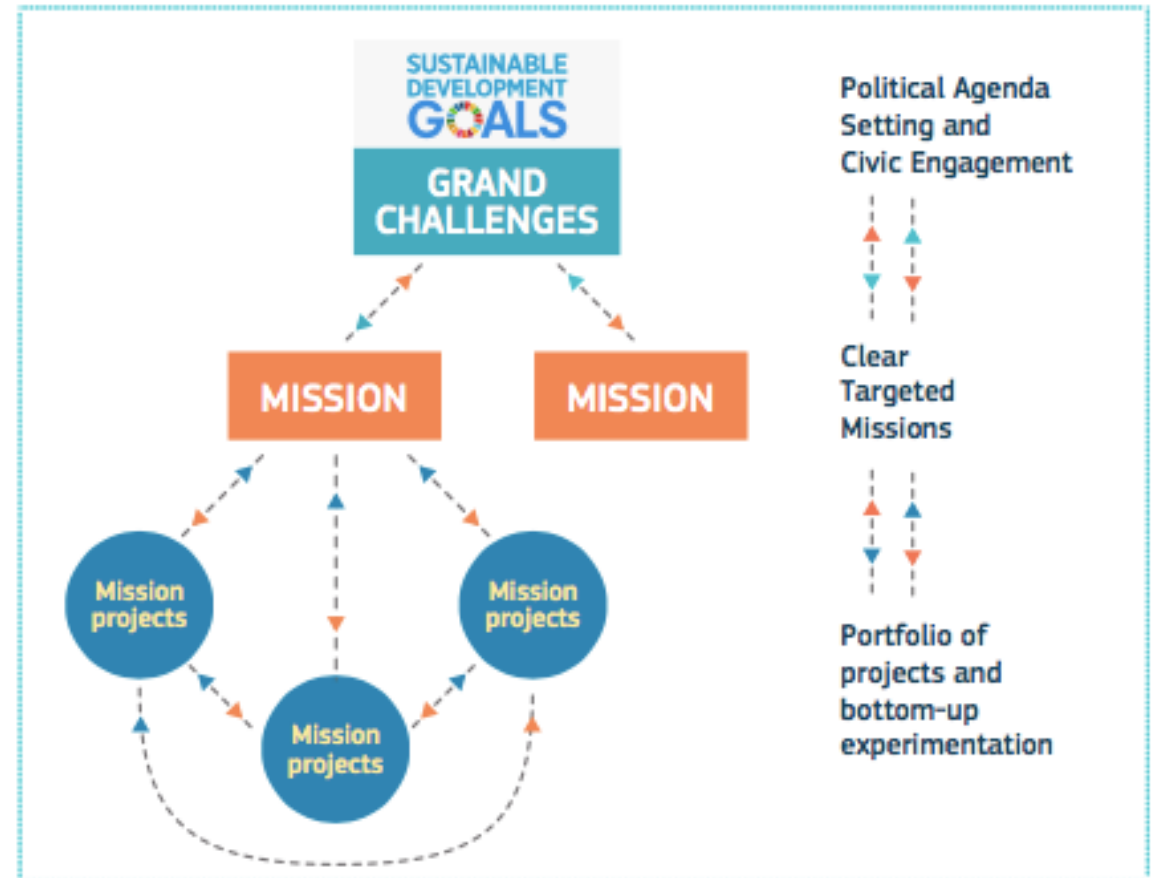 SUSTAINABLE
DEVELOPMENT
GOALS
GRAND
CHALLENGES
MISSION
MISSION
Mission
projects
Mission
projects
Mission
projects
Political Agenda
Setting and
Civic Engagement
Clear
Targeted
Missions
Portfolio of
projects and
bottom-up
experimentation